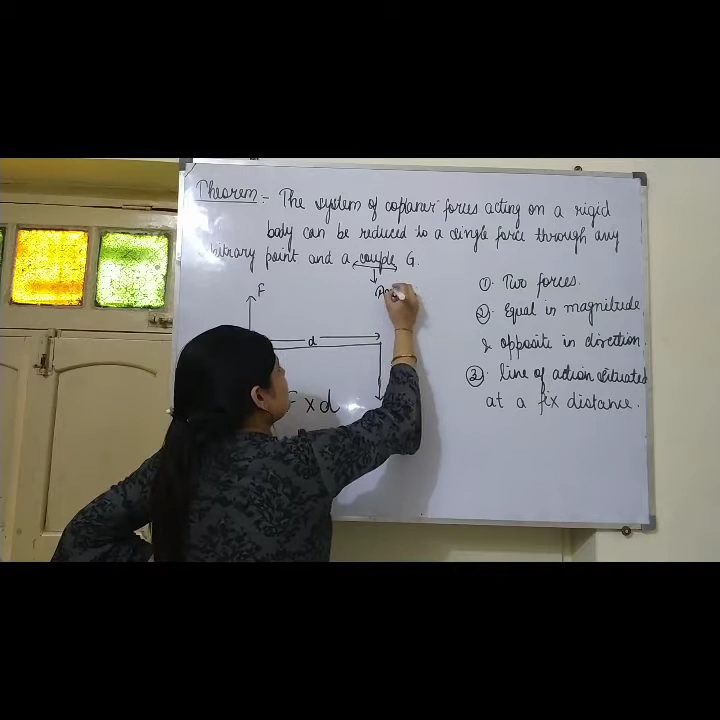 Theorem :- The system of coplaner forces acting on a rigid
body can be reduced to a single force through any
arbitrary point and a couple G.
F
d
F x d
① Two forces.
② Equal in magnitude
& opposite in direction.
③ line of action situated
at a fix distance.